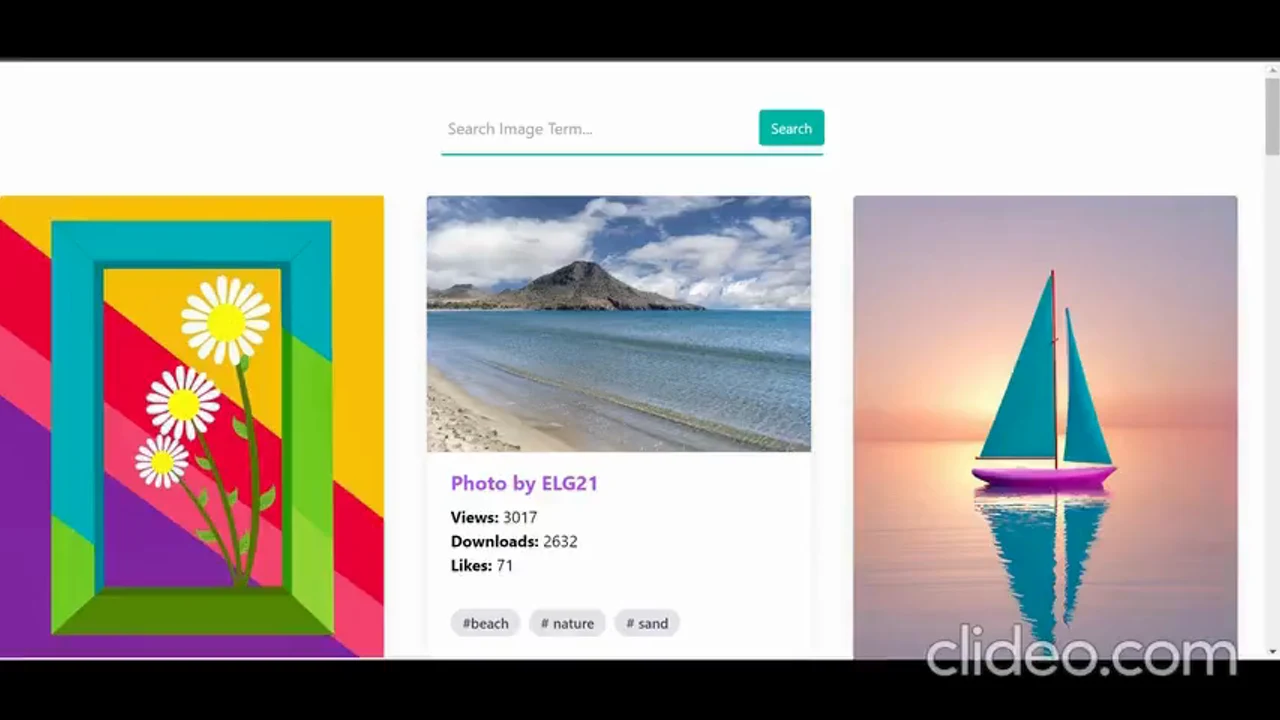 Search Image Term...
Search
Photo by ELG21
Views: 3017
Downloads: 2632
Likes: 71
#beach # nature # sand
clideo.com